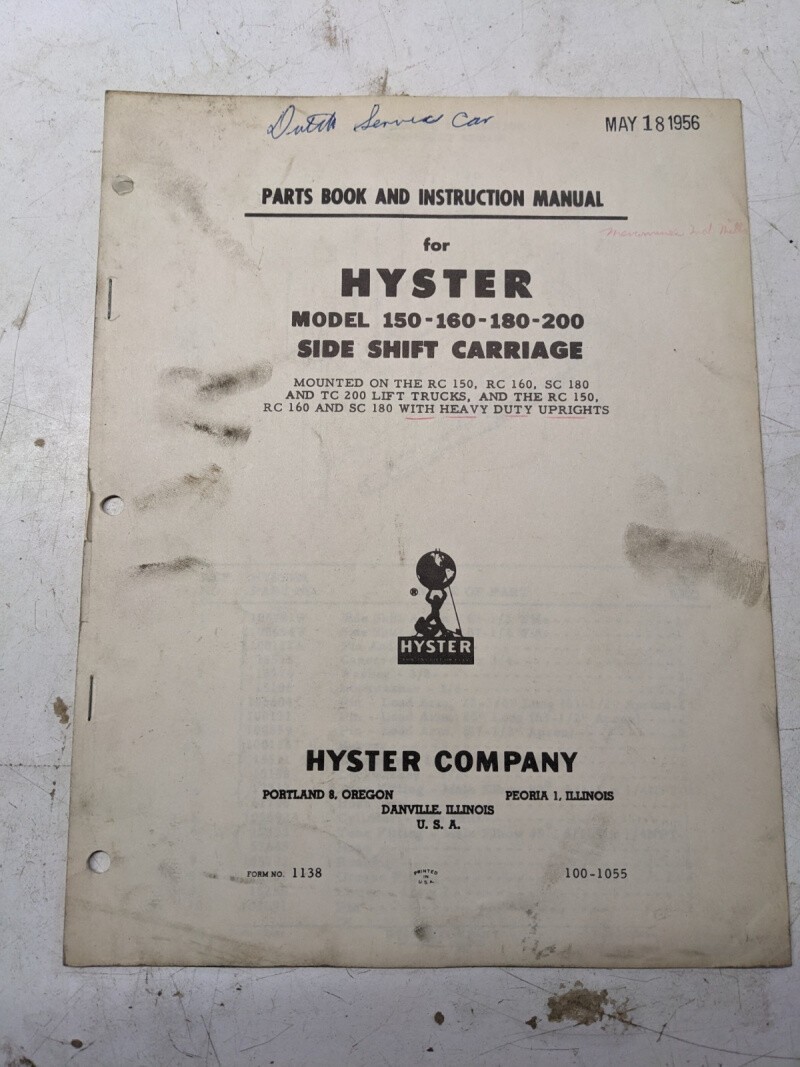 Dutch Service Car
MAY 18 1956
PARTS BOOK AND INSTRUCTION MANUAL
for
HYSTER
MODEL 150-160-180-200
SIDE SHIFT CARRIAGE
MOUNTED ON THE RC 150, RC 160, SC 180
AND TC 200 LIFT TRUCKS, AND THE RC 150,
RC 160 AND SC 180 WITH HEAVY DUTY UPRIGHTS
®
HYSTER
HYSTER COMPANY
PORTLAND 8, OREGON PEORIA 1, ILLINOIS
DANVILLE, ILLINOIS
U. S. A.
FORM NO. 1138
PRINTED
IN
U.S.A.
100-1055